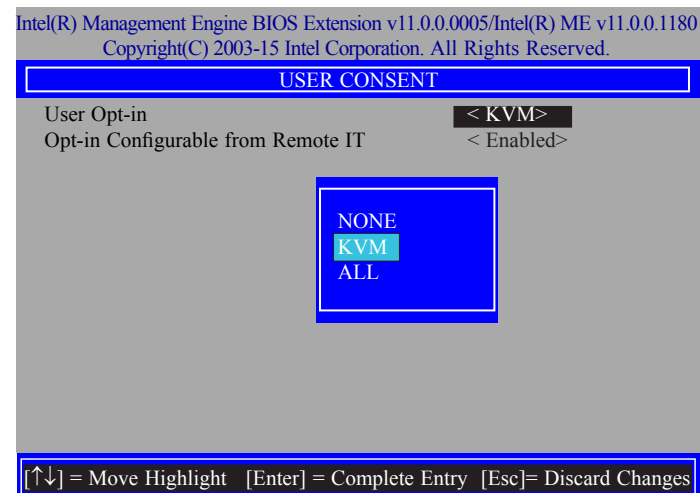 Intel(R) Management Engine BIOS Extension v11.0.0.0005/Intel(R) ME v11.0.0.1180
Copyright(C) 2003-15 Intel Corporation. All Rights Reserved.
USER CONSENT
User Opt-in < KVM>
Opt-in Configurable from Remote IT < Enabled>
NONE
KVM
ALL
[↑↓] = Move Highlight [Enter] = Complete Entry [Esc]= Discard Changes